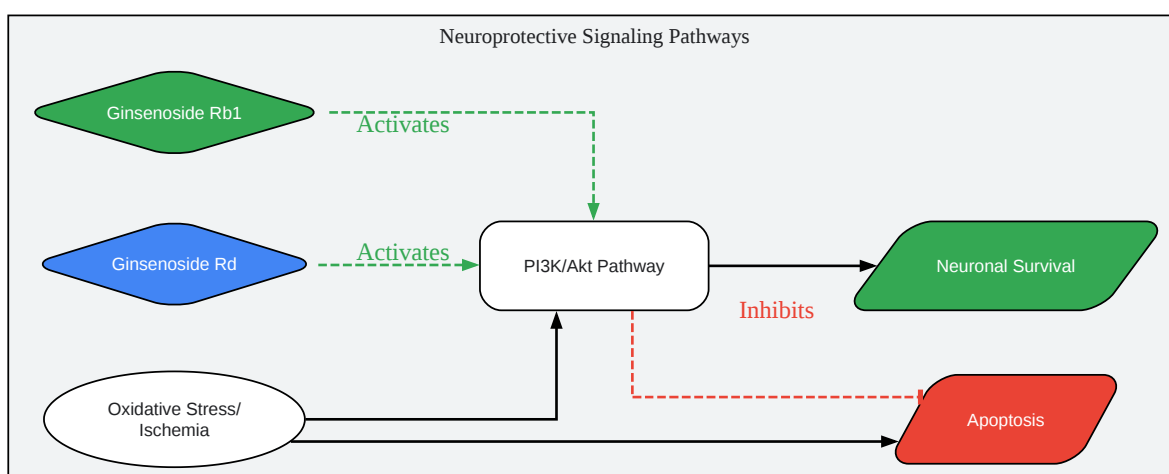 Neuroprotective Signaling Pathways
Ginsenoside Rb1
Activates
Ginsenoside Rd
Activates
PI3K/Akt Pathway
Neuronal Survival
Inhibits
Oxidative Stress/
Ischemia
Apoptosis